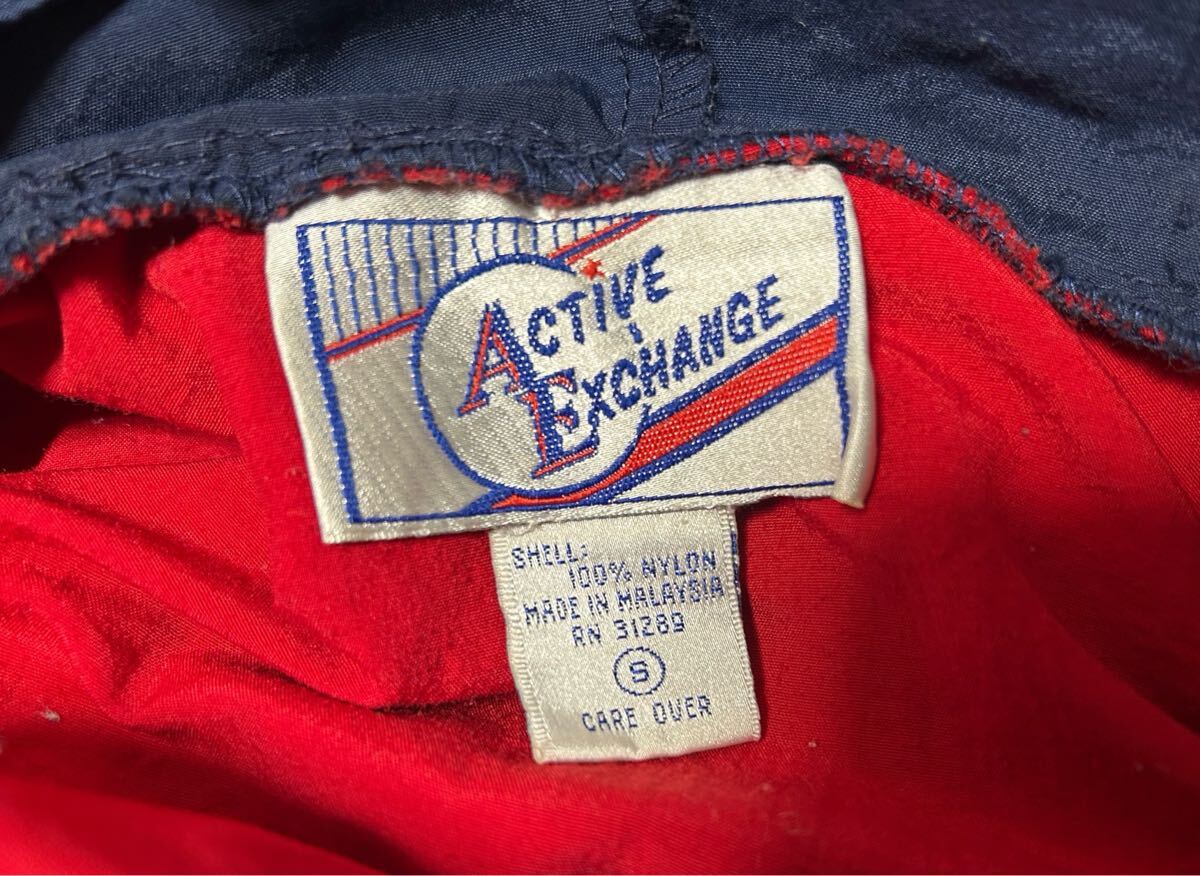 ACTIVE
EXCHANGE
SHELL:
100% NYLON
MADE IN MALAYSIA
RN 31289
S
CARE OVER